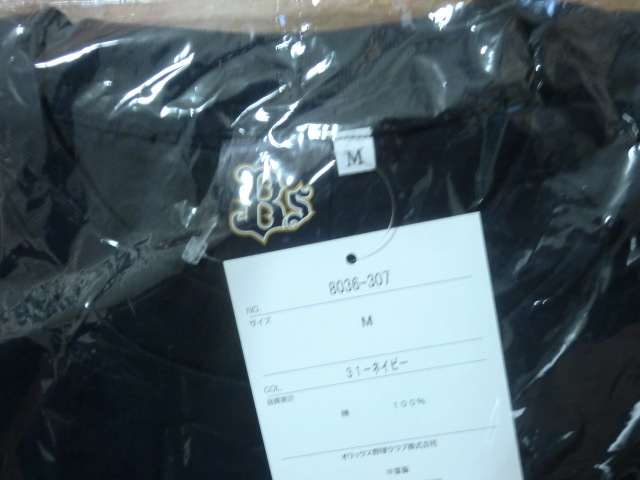 M
Bs
8036-307
NO.
サイズ
M
31-ネイビー
COL.
品質表示
綿 100%
オリックス野球クラブ株式会社
中国製